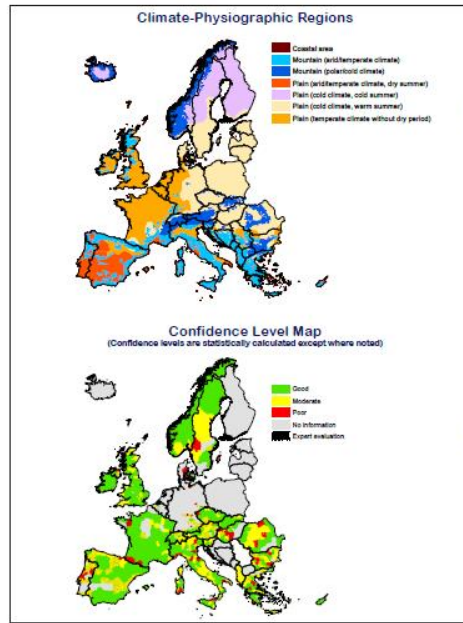 Climate-Physiographic Regions
Coastal area
Mountain (arid/temperate climate)
Mountain (polar/cold climate)
Plain (arid/temperate climate, dry summer)
Plain (cold climate, cold summer)
Plain (cold climate, warm summer)
Plain (temperate climate without dry period)
Confidence Level Map
(Confidence levels are statistically calculated except where noted)
Good
Moderate
Poor
No information
Expert evaluation